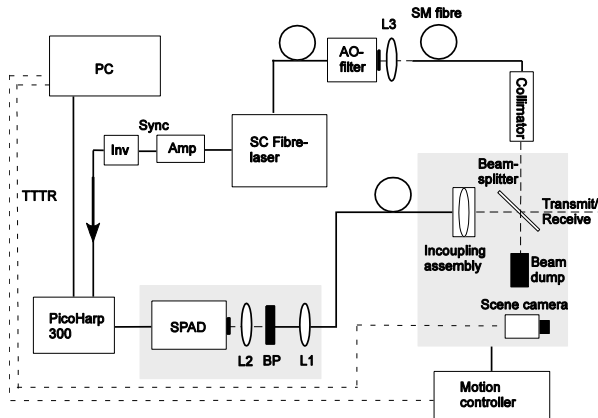 SM fibre
L3
AO-
filter
PC
Collimator
Sync
SC Fibre-
laser
Inv
Amp
Beam-
splitter
TTTR
Transmit/
Receive
Incoupling
assembly
Beam
dump
Scene camera
PicoHarp
300
SPAD
L2
BP
L1
Motion
controller